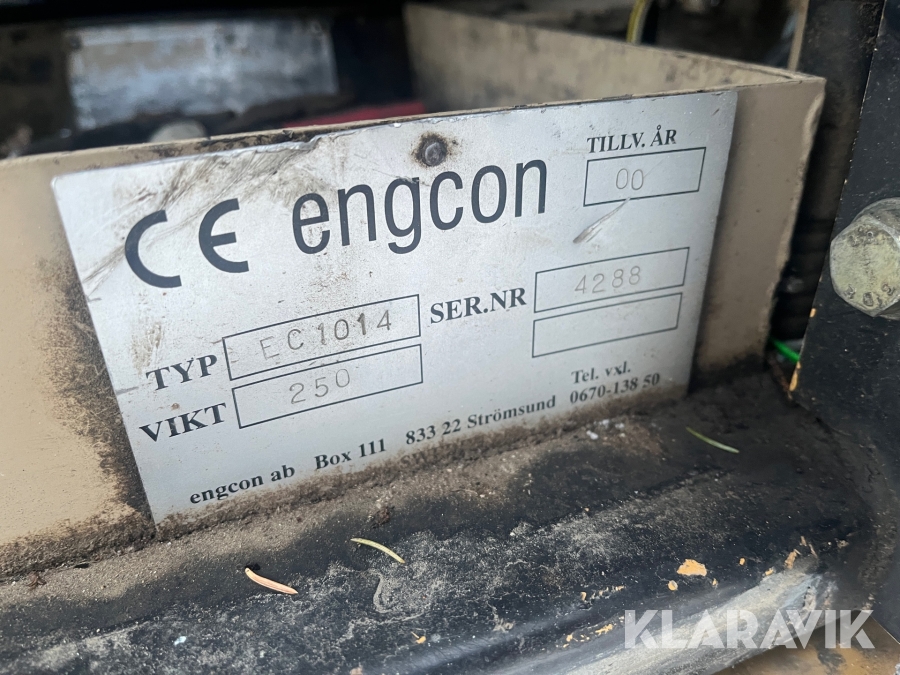 CE engcon
TILLV. ÅR
00
TYP EC1014
SER.NR 4288
VIKT 250
engcon ab Box 111 833 22 Strömsund
Tel. vxl.
0670-138 50
KLARAVIK